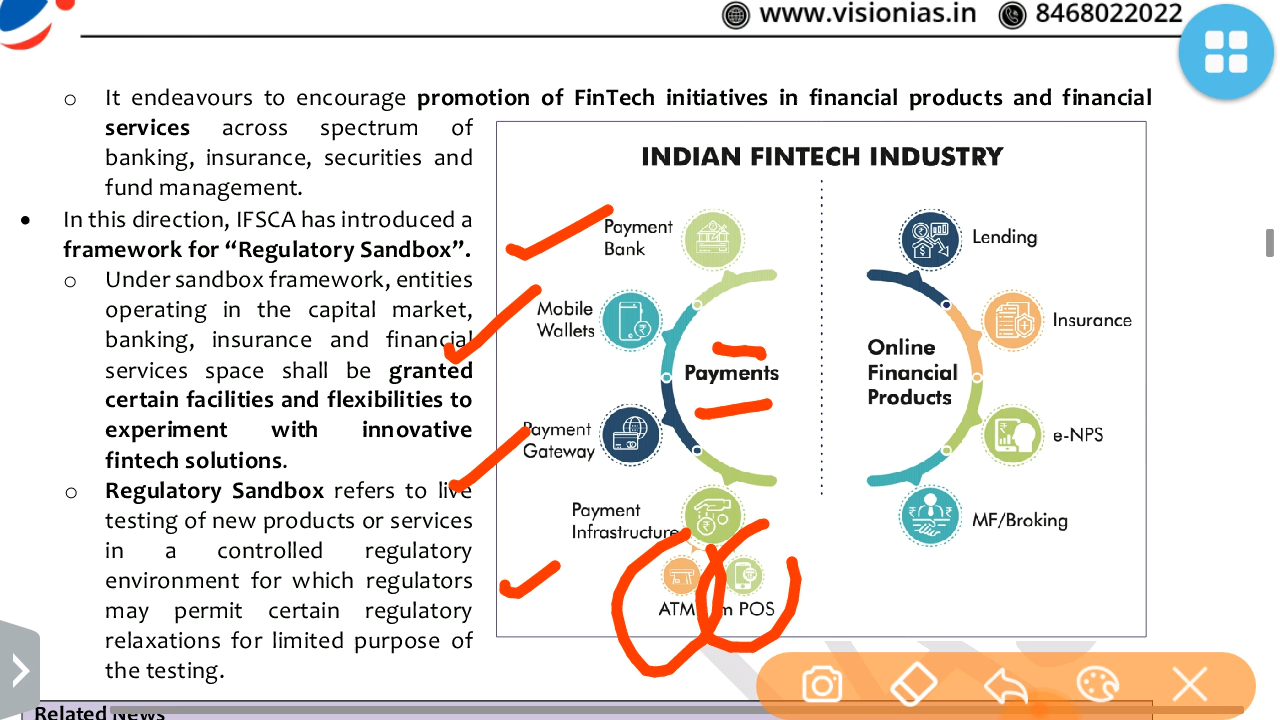 www.visionias.in 8468022022
o It endeavours to encourage promotion of FinTech initiatives in financial products and financial
services across spectrum of
banking, insurance, securities and
fund management.
• In this direction, IFSCA has introduced a
framework for “Regulatory Sandbox”.
o Under sandbox framework, entities
operating in the capital market,
banking, insurance and financial
services space shall be granted
certain facilities and flexibilities to
experiment with innovative
fintech solutions.
o Regulatory Sandbox refers to live
testing of new products or services
in a controlled regulatory
environment for which regulators
may permit certain regulatory
relaxations for limited purpose of
the testing.
INDIAN FINTECH INDUSTRY
Payment
Bank
Mobile
Wallets
Payments
Payment
Gateway
Payment
Infrastructure
ATM POS
Lending
Insurance
Online
Financial
Products
e-NPS
MF/Broking
Related News